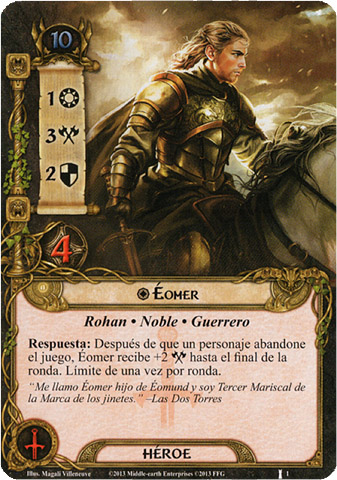 10
1
3
2
4
Éomer
Rohan • Noble • Guerrero
Respuesta: Después de que un personaje abandone
el juego, Éomer recibe +2 hasta el final de la
ronda. Límite de una vez por ronda.
“Me llamo Éomer hijo de Éomund y soy Tercer Mariscal de
la Marca de los jinetes.” –Las Dos Torres
HÉROE
Illus. Magali Villeneuve ©2013 Middle-earth Enterprises ©2013 FFG 1